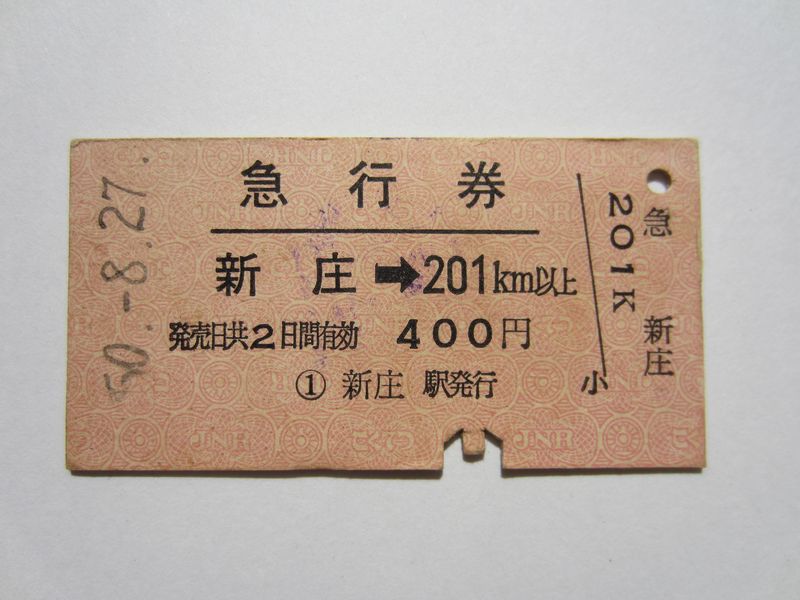 急行券
新庄➡201km以上
発売日共2日間有効 400円
① 新庄 駅発行
50.-8.27.
小
201K
急 新庄
JNR